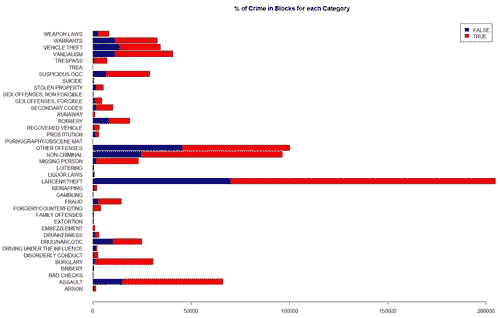 % of Crime in Blocks for each Category
FALSE
TRUE
WEAPON LAWS
WARRANTS
VEHICLE THEFT
VANDALISM
TRESPASS
TREA
SUSPICIOUS OCC
SUICIDE
STOLEN PROPERTY
SEX OFFENSES, NON FORCIBLE
SEX OFFENSES, FORCIBLE
SECONDARY CODES
RUNAWAY
ROBBERY
RECOVERED VEHICLE
PROSTITUTION
PORNOGRAPHY/OBSCENE MAT
OTHER OFFENSES
NON-CRIMINAL
MISSING PERSON
LOITERING
LIQUOR LAWS
LARCENY/THEFT
KIDNAPPING
GAMBLING
FRAUD
FORGERY/COUNTERFEITING
FAMILY OFFENSES
EXTORTION
EMBEZZLEMENT
DRUNKENNESS
DRUG/NARCOTIC
DRIVING UNDER THE INFLUENCE
DISORDERLY CONDUCT
BURGLARY
BRIBERY
BAD CHECKS
ASSAULT
ARSON
0 50000 100000 150000 200000